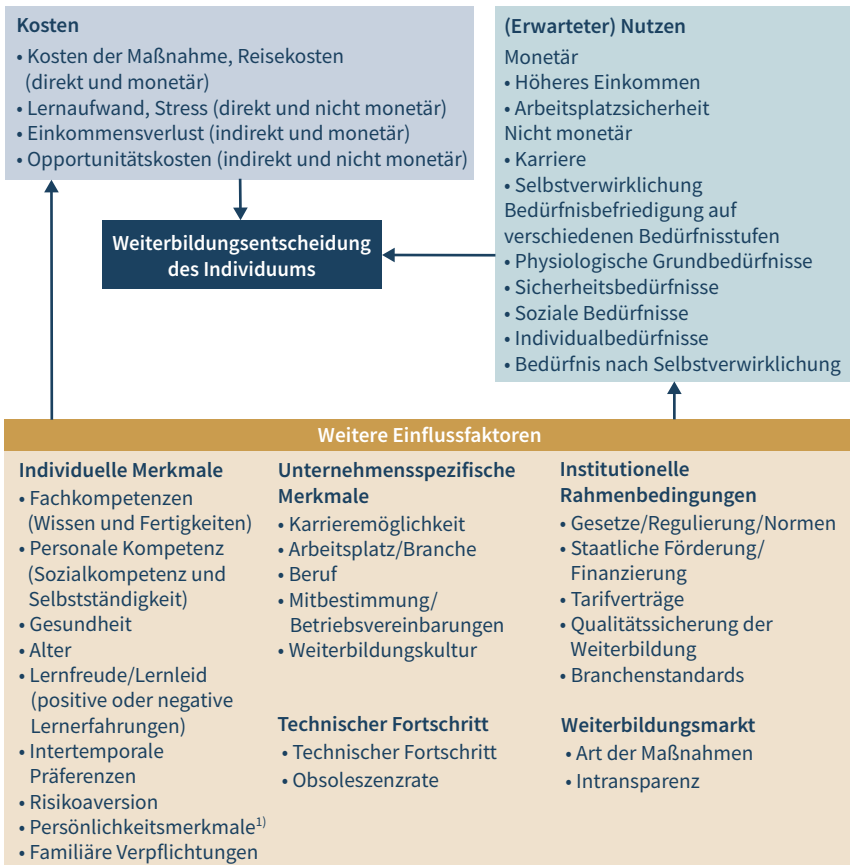 Kosten
• Kosten der Maßnahme, Reisekosten
(direkt und monetär)
• Lernaufwand, Stress (direkt und nicht monetär)
• Einkommensverlust (indirekt und monetär)
• Opportunitätskosten (indirekt und nicht monetär)
(Erwarteter) Nutzen
Monetär
• Höheres Einkommen
• Arbeitsplatzsicherheit
Nicht monetär
• Karriere
• Selbstverwirklichung
Bedürfnisbefriedigung auf
verschiedenen Bedürfnisstufen
• Physiologische Grundbedürfnisse
• Sicherheitsbedürfnisse
• Soziale Bedürfnisse
• Individualbedürfnisse
• Bedürfnis nach Selbstverwirklichung
Weiterbildungsentscheidung
des Individuums
Weitere Einflussfaktoren
Individuelle Merkmale
• Fachkompetenzen
(Wissen und Fertigkeiten)
• Personale Kompetenz
(Sozialkompetenz und
Selbstständigkeit)
• Gesundheit
• Alter
• Lernfreude/Lernleid
(positive oder negative
Lernerfahrungen)
• Intertemporale
Präferenzen
• Risikoaversion
• Persönlichkeitsmerkmale1)
• Familiäre Verpflichtungen
Unternehmensspezifische
Merkmale
• Karrieremöglichkeit
• Arbeitsplatz/Branche
• Beruf
• Mitbestimmung/
Betriebsvereinbarungen
• Weiterbildungskultur
Technischer Fortschritt
• Technischer Fortschritt
• Obsoleszenzrate
Institutionelle
Rahmenbedingungen
• Gesetze/Regulierung/Normen
• Staatliche Förderung/
Finanzierung
• Tarifverträge
• Qualitätssicherung der
Weiterbildung
• Branchenstandards
Weiterbildungsmarkt
• Art der Maßnahmen
• Intransparenz